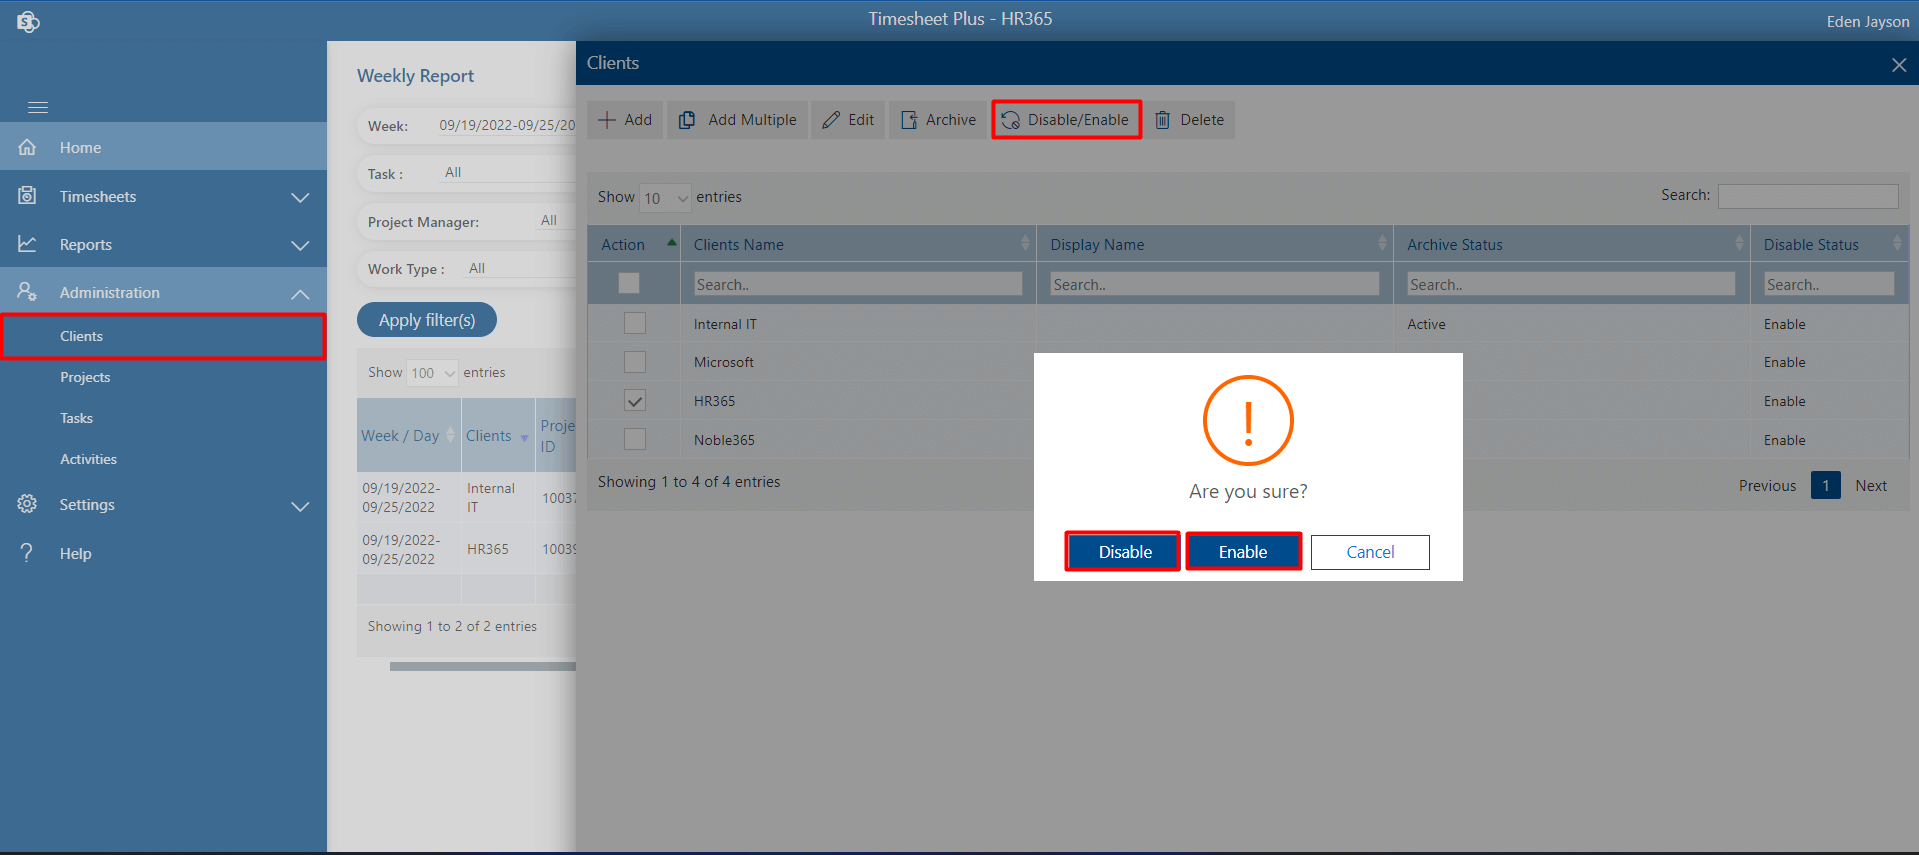 Timesheet Plus - HR365
Eden Jayson
Home
Timesheets
Reports
Administration
Clients
Projects
Tasks
Activities
Settings
? Help
Weekly Report
Week: 09/19/2022-09/25/20
Task : All
Project Manager: All
Work Type : All
Apply filter(s)
Show 100 entries
Week / Day Clients Proje
ID
09/19/2022-
09/25/2022
Internal
IT
10037
09/19/2022-
09/25/2022
HR365
10039
Showing 1 to 2 of 2 entries
Clients
Add Add Multiple Edit Archive Disable/Enable Delete
Show 10 entries
Search:
Action Clients Name Display Name Archive Status Disable Status
Search.. Search.. Search.. Search..
Internal IT Active Enable
Microsoft Enable
HR365 Enable
Noble365 Enable
Showing 1 to 4 of 4 entries
Previous 1 Next
!
Are you sure?
Disable Enable Cancel